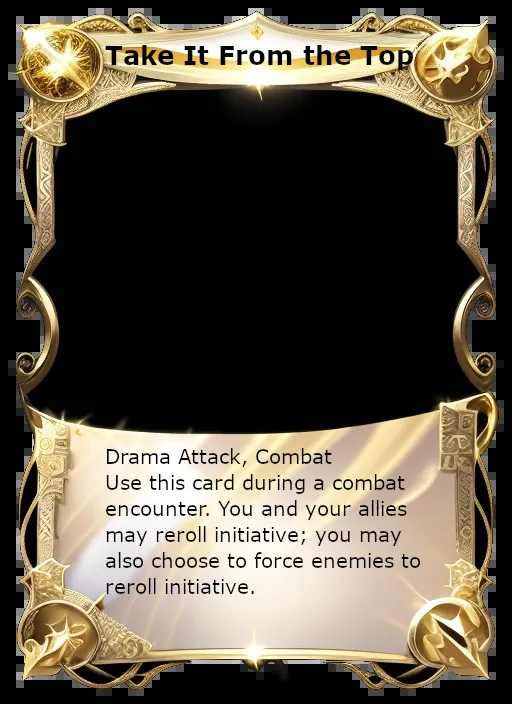 Take It From the Top
Drama Attack, Combat
Use this card during a combat
encounter. You and your allies
may reroll initiative; you may
also choose to force enemies to
reroll initiative.